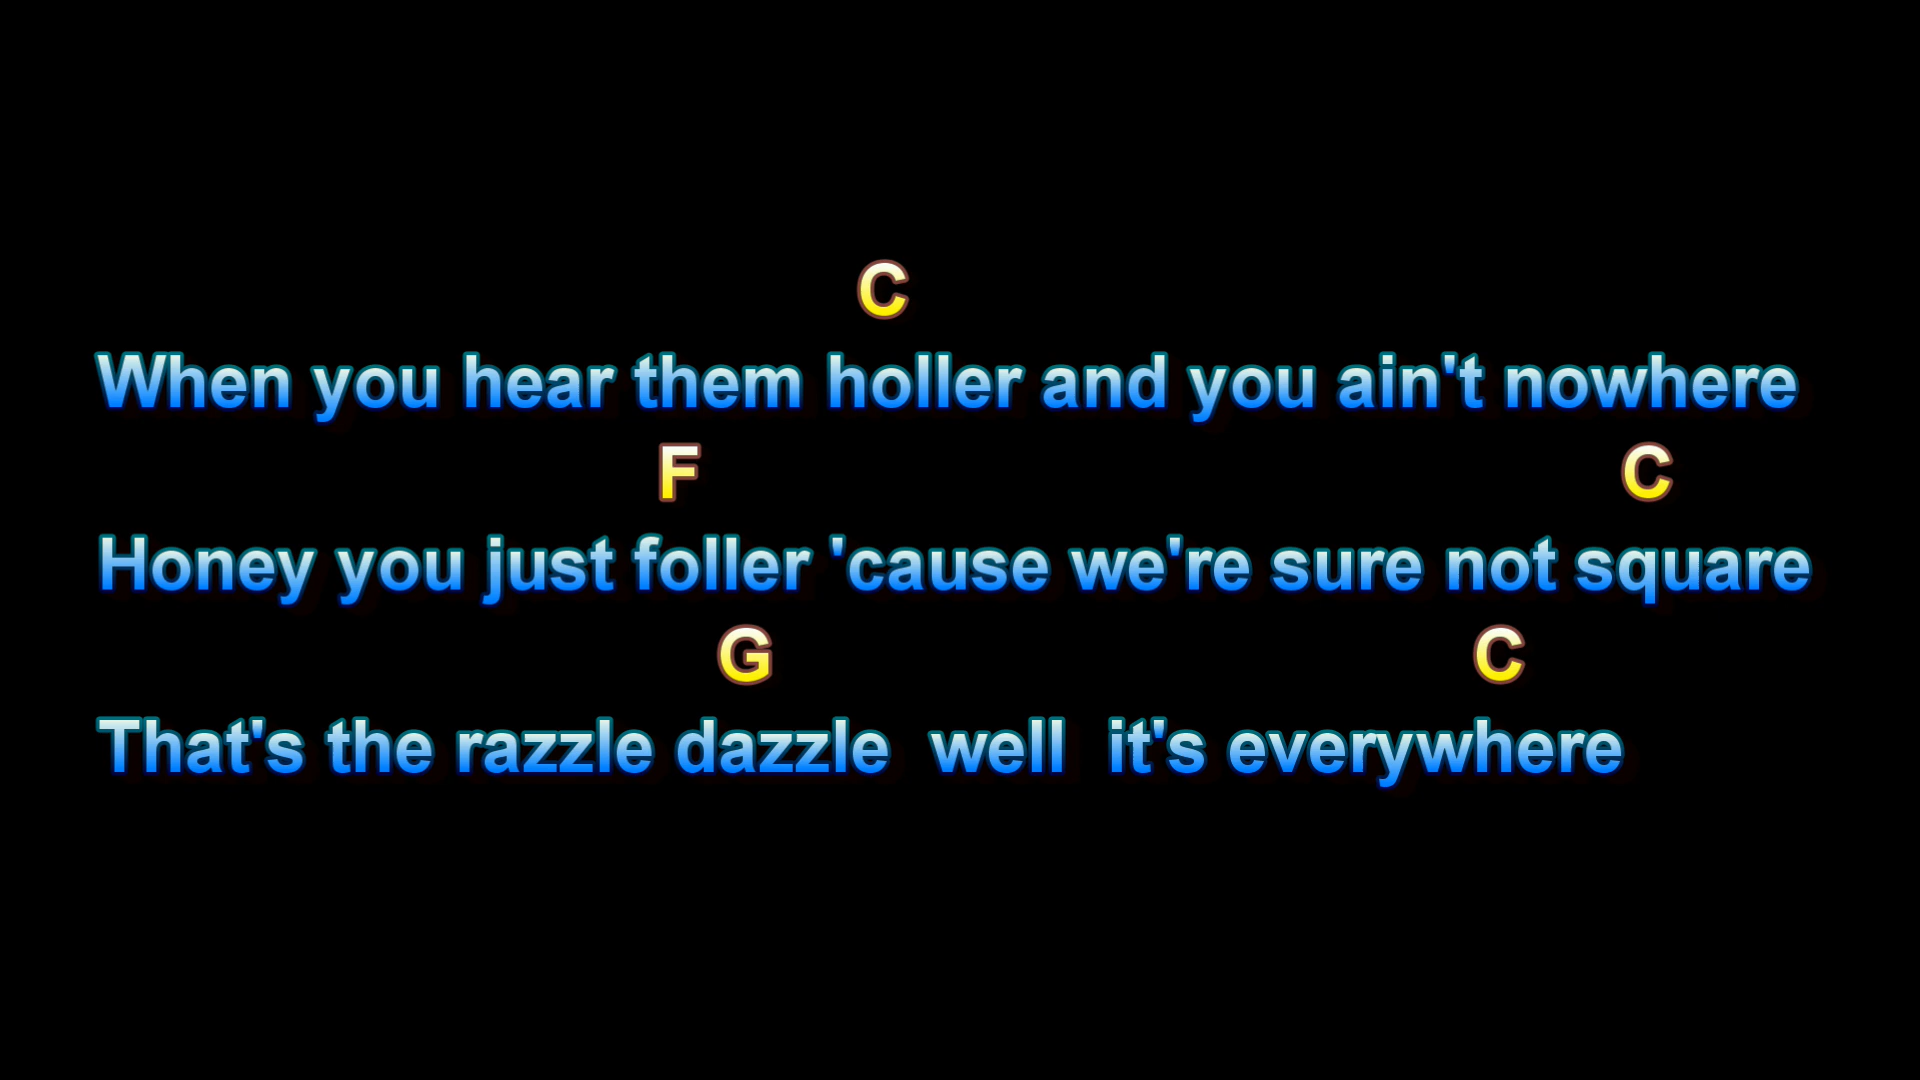 C
When you hear them holler and you ain't nowhere
F C
Honey you just foller 'cause we're sure not square
G C
That's the razzle dazzle well it's everywhere